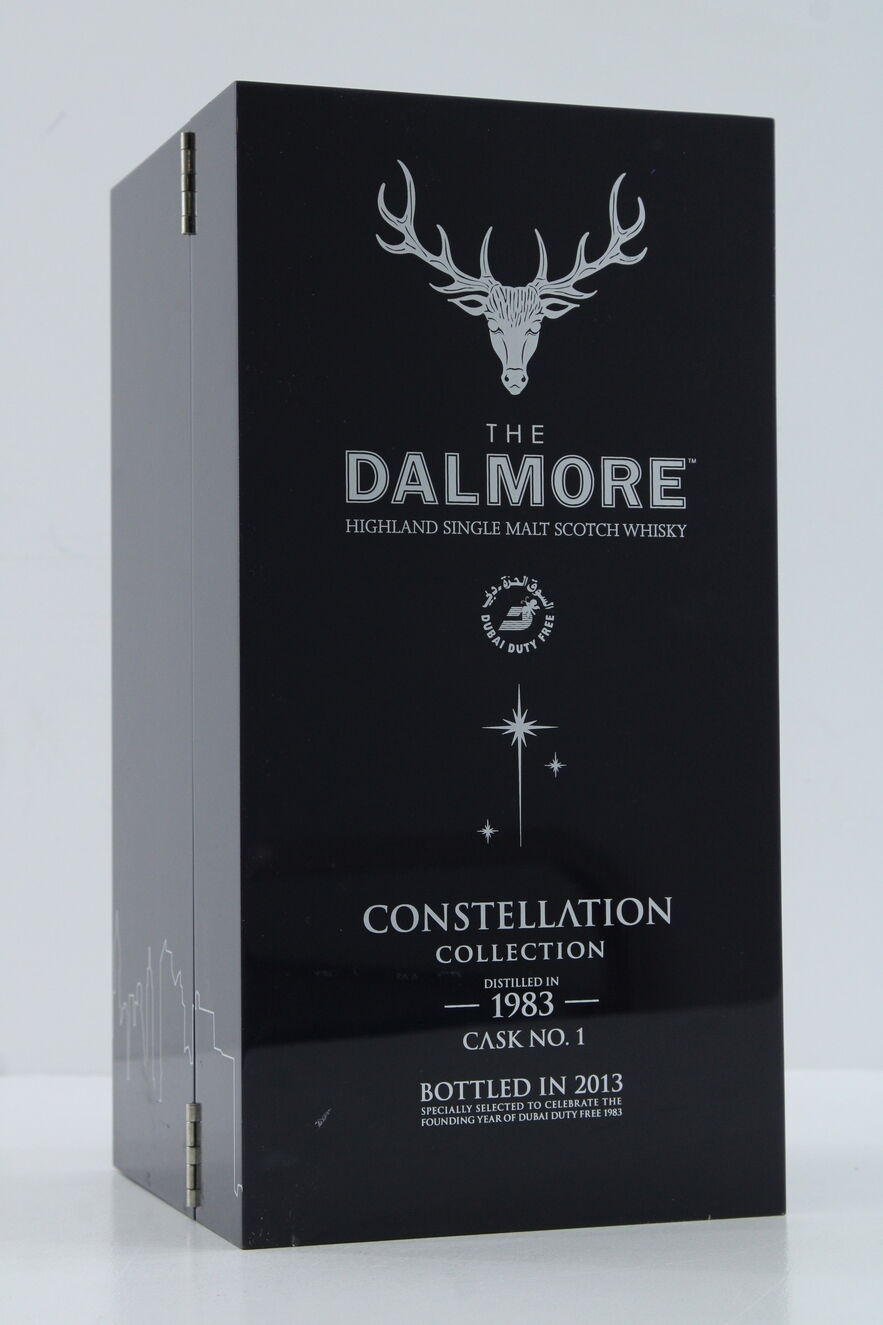 THE
DALMORE™
HIGHLAND SINGLE MALT SCOTCH WHISKY
السوق الحرة، دبي
DUBAI DUTY FREE
CONSTELLATION
COLLECTION
DISTILLED IN
— 1983 —
CASK NO. 1
BOTTLED IN 2013
SPECIALLY SELECTED TO CELEBRATE THE
FOUNDING YEAR OF DUBAI DUTY FREE 1983